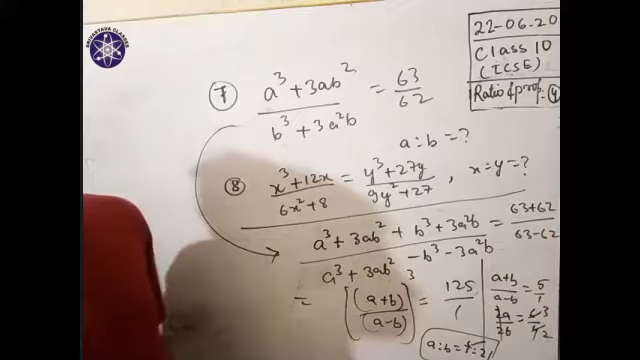 SRIVASTAVA CLASSES
22-06-20
Class 10
(ICSE)
Ratio & prop. - 4
7 (a³ + 3ab²) / (b³ + 3a²b) = 63/62
a:b = ?
8 (x³ + 12x) / (6x² + 8) = (y³ + 27y) / (9y² + 27), x:y = ?
(a³ + 3ab² + b³ + 3a²b) / (a³ + 3ab² - b³ - 3a²b) = (63+62) / (63-62)
= [(a+b) / (a-b)]³ = 125/1
(a+b) / (a-b) = 5/1
2a/2b = 6 3 / 4 2